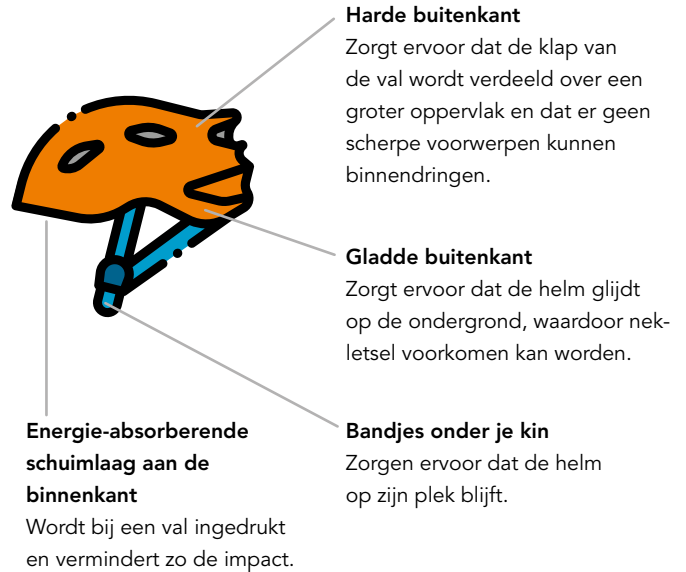 Harde buitenkant
Zorgt ervoor dat de klap van
de val wordt verdeeld over een
groter oppervlak en dat er geen
scherpe voorwerpen kunnen
binnendringen.
Gladde buitenkant
Zorgt ervoor dat de helm glijdt
op de ondergrond, waardoor nek-
letsel voorkomen kan worden.
Bandjes onder je kin
Zorgen ervoor dat de helm
op zijn plek blijft.
Energie-absorberende
schuimlaag aan de
binnenkant
Wordt bij een val ingedrukt
en vermindert zo de impact.